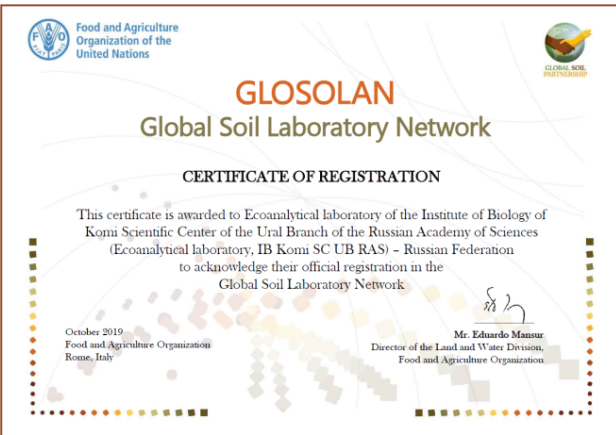 Food and Agriculture
Organization of the
United Nations
FAO
FIAT PANIS
GLOBAL SOIL
PARTNERSHIP
GLOSOLAN
Global Soil Laboratory Network
CERTIFICATE OF REGISTRATION
This certificate is awarded to Ecoanalytical laboratory of the Institute of Biology of
Komi Scientific Center of the Ural Branch of the Russian Academy of Sciences
(Ecoanalytical laboratory, IB Komi SC UB RAS) – Russian Federation
to acknowledge their official registration in the
Global Soil Laboratory Network
October 2019
Food and Agriculture Organization
Rome, Italy
Mr. Eduardo Mansur
Director of the Land and Water Division,
Food and Agriculture Organization